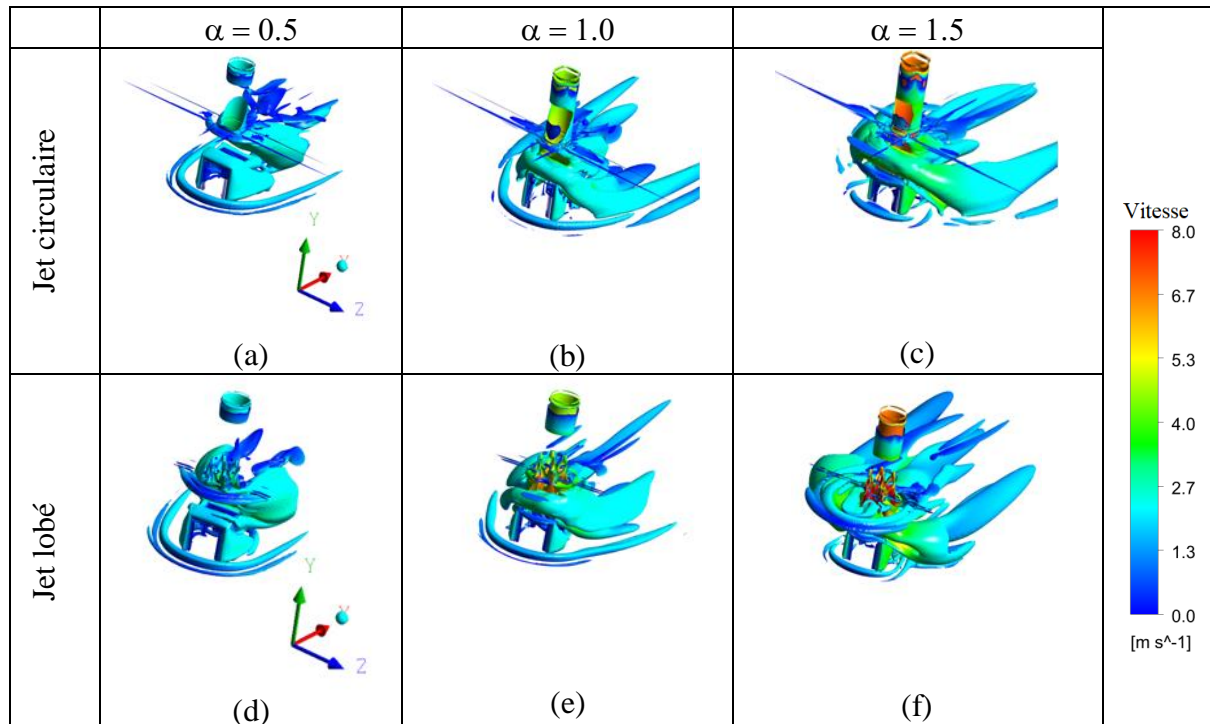 α = 0.5
α = 1.0
α = 1.5
Jet circulaire
Y
Z
(a)
(b)
(c)
Vitesse
8.0
6.7
5.3
4.0
2.7
1.3
0.0
[m s^-1]
Jet lobé
Y
Z
(d)
(e)
(f)